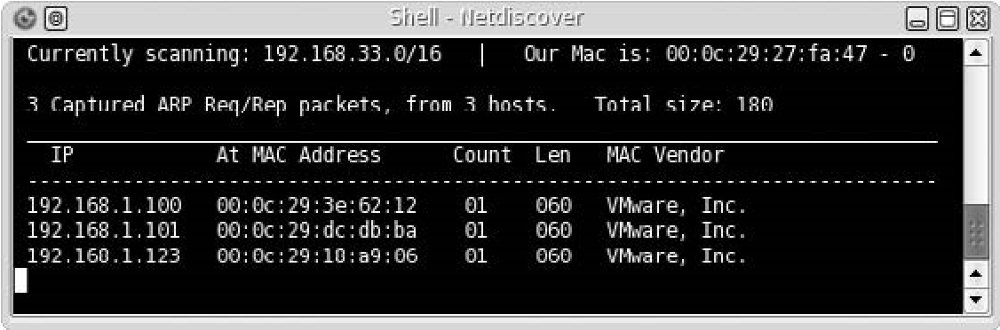 Shell - Netdiscover
Currently scanning: 192.168.33.0/16 | Our Mac is: 00:0c:29:27:fa:47 - 0
3 Captured ARP Req/Rep packets, from 3 hosts. Total size: 180
IP At MAC Address Count Len MAC Vendor
-----------------------------------------------------------------------------
192.168.1.100 00:0c:29:3e:62:12 01 060 VMware, Inc.
192.168.1.101 00:0c:29:dc:db:ba 01 060 VMware, Inc.
192.168.1.123 00:0c:29:10:a9:06 01 060 VMware, Inc.